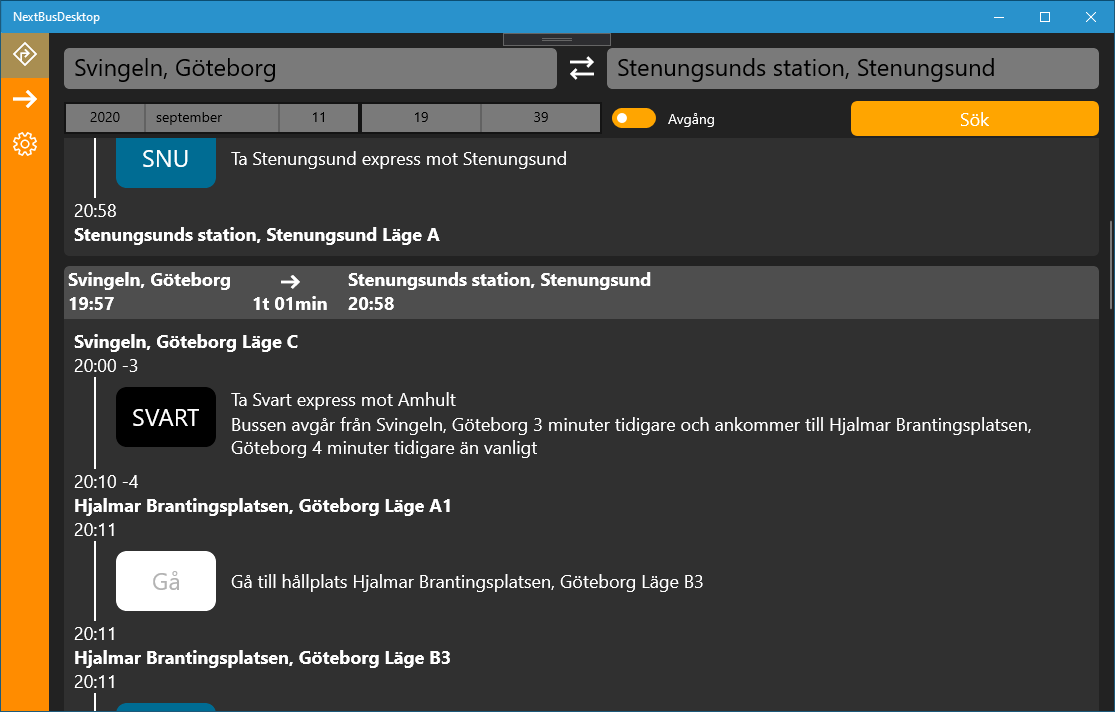 NextBusDesktop
Svingeln, Göteborg
Stenungsunds station, Stenungsund
2020 september 11 19 39 Avgång Sök
SNU
Ta Stenungsund express mot Stenungsund
20:58
Stenungsunds station, Stenungsund Läge A
Svingeln, Göteborg Stenungsunds station, Stenungsund
19:57 1t 01min 20:58
Svingeln, Göteborg Läge C
20:00 -3
SVART
Ta Svart express mot Amhult
Bussen avgår från Svingeln, Göteborg 3 minuter tidigare och ankommer till Hjalmar Brantingsplatsen,
Göteborg 4 minuter tidigare än vanligt
20:10 -4
Hjalmar Brantingsplatsen, Göteborg Läge A1
20:11
Gå
Gå till hållplats Hjalmar Brantingsplatsen, Göteborg Läge B3
20:11
Hjalmar Brantingsplatsen, Göteborg Läge B3
20:11